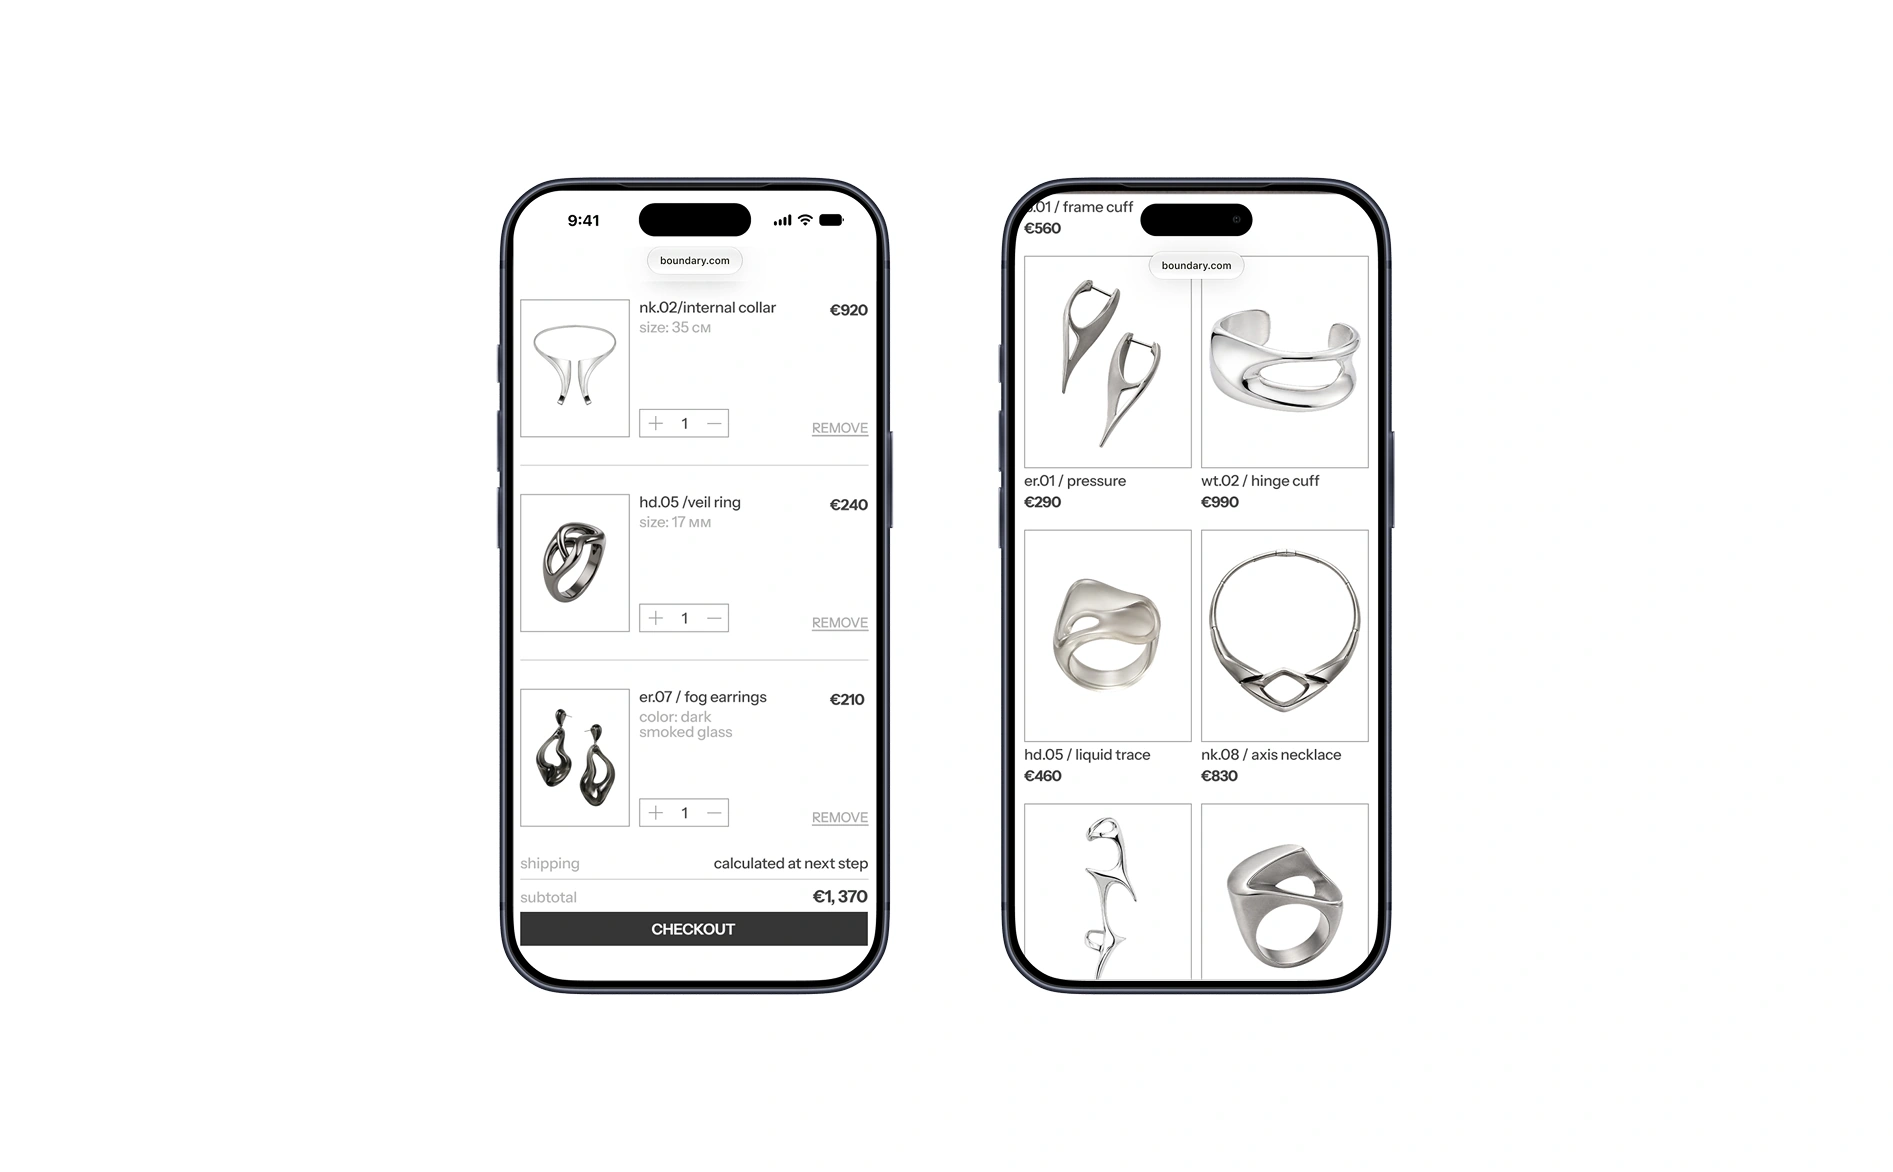 9:41
boundary.com
nk.02/internal collar
€920
size: 35 см
1
REMOVE
hd.05 /veil ring
€240
size: 17 мм
1
REMOVE
er.07 / fog earrings
€210
color: dark
smoked glass
1
REMOVE
shipping
calculated at next step
subtotal
€1, 370
CHECKOUT
.01 / frame cuff
€560
boundary.com
er.01 / pressure
€290
wt.02 / hinge cuff
€990
hd.05 / liquid trace
€460
nk.08 / axis necklace
€830